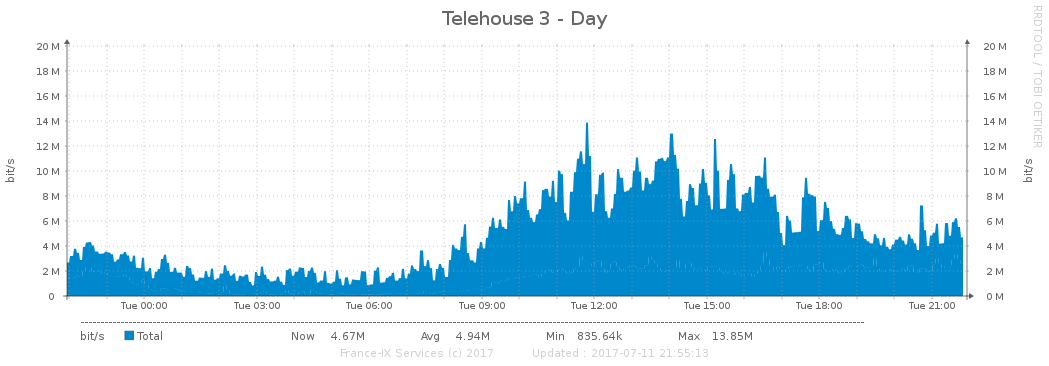 Telehouse 3 - Day
RRDTOOL / TOBI OETIKER
bit/s
20 M 20 M
18 M 18 M
16 M 16 M
14 M 14 M
12 M 12 M
10 M 10 M
8 M 8 M
6 M 6 M
4 M 4 M
2 M 2 M
0 0 M
bit/s
Tue 00:00 Tue 03:00 Tue 06:00 Tue 09:00 Tue 12:00 Tue 15:00 Tue 18:00 Tue 21:00
bit/s Total Now 4.67M Avg 4.94M Min 835.64k Max 13.85M
France-IX Services (c) 2017 Updated : 2017-07-11 21:55:13